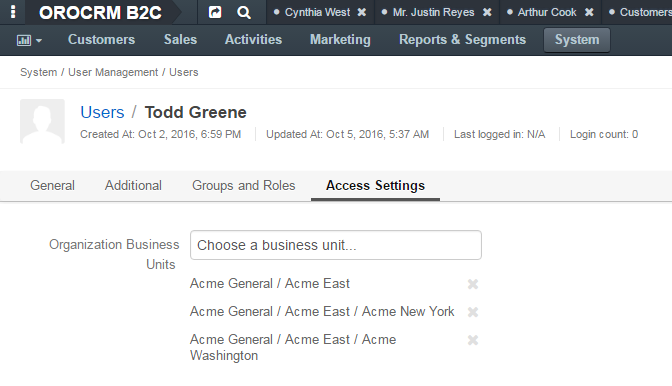 OROCRM B2C
Cynthia West
Mr. Justin Reyes
Arthur Cook
Customers
Customers Sales Activities Marketing Reports & Segments System
System / User Management / Users
Users / Todd Greene
Created At: Oct 2, 2016, 6:59 PM Updated At: Oct 5, 2016, 5:37 AM Last logged in: N/A Login count: 0
General Additional Groups and Roles Access Settings
Organization Business
Units
Choose a business unit...
Acme General / Acme East
Acme General / Acme East / Acme New York
Acme General / Acme East / Acme
Washington